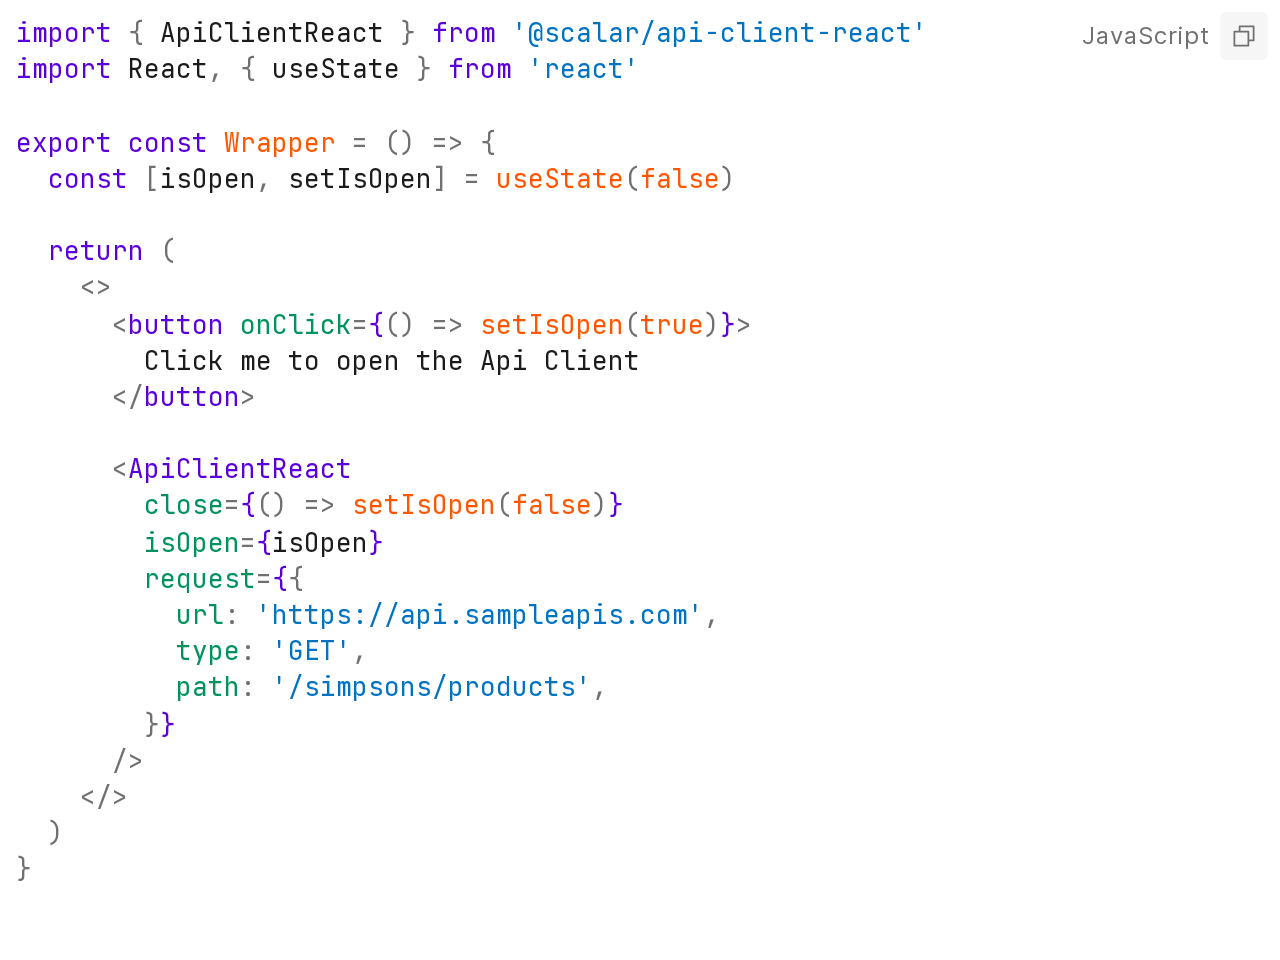 import { ApiClientReact } from '@scalar/api-client-react'
JavaScript
import React, { useState } from 'react'

export const Wrapper = () => {
  const [isOpen, setIsOpen] = useState(false)

  return (
    <>
      <button onClick={() => setIsOpen(true)}>
        Click me to open the Api Client
      </button>

      <ApiClientReact
        close={() => setIsOpen(false)}
        isOpen={isOpen}
        request={{
          url: 'https://api.sampleapis.com',
          type: 'GET',
          path: '/simpsons/products',
        }}
      />
    </>
  )
}